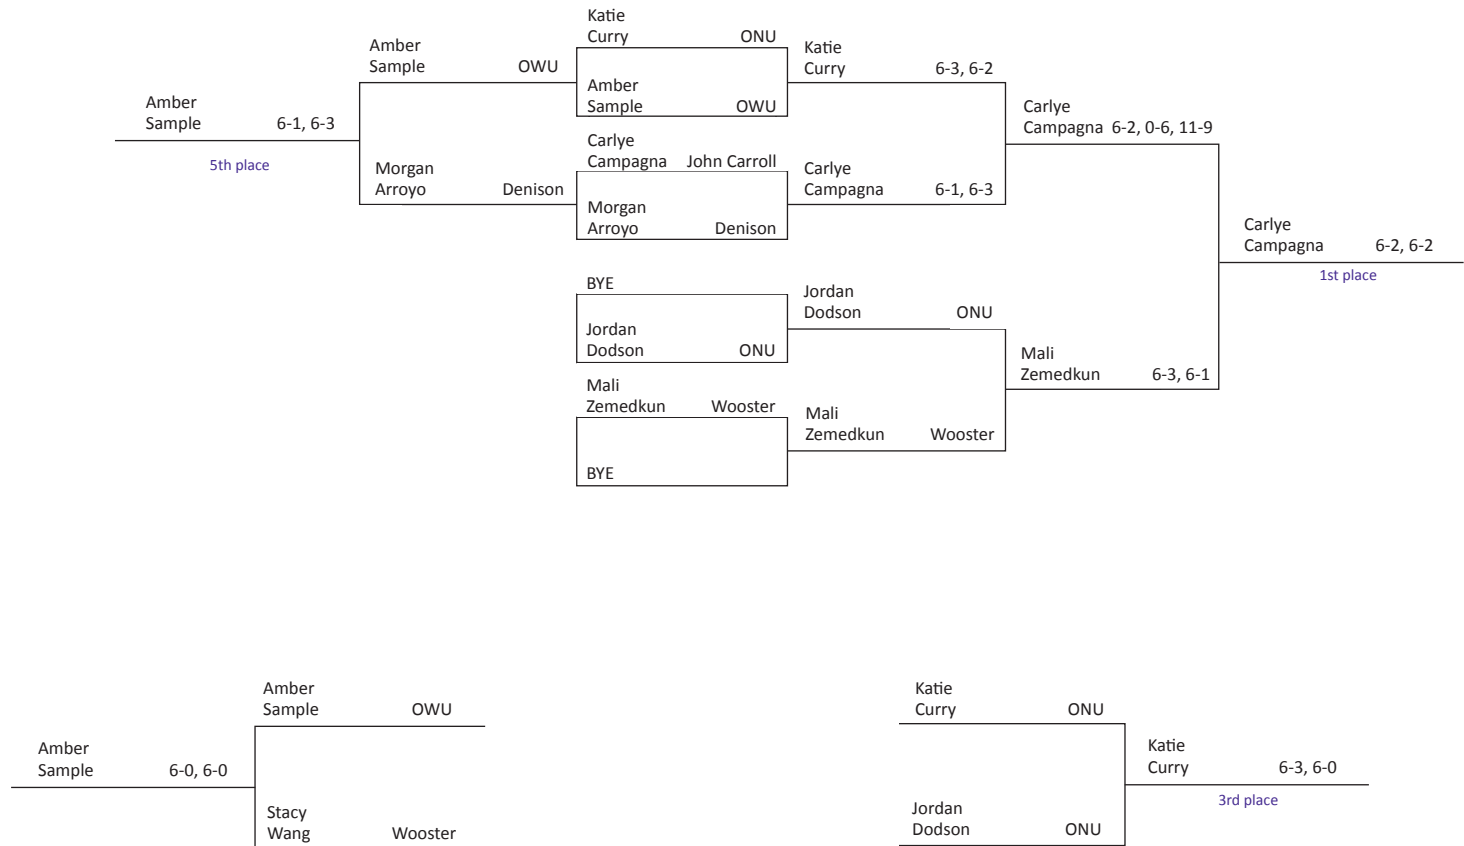 Amber
Sample 6-1, 6-3
5th place
Amber
Sample OWU
Morgan
Arroyo Denison
Katie
Curry ONU
Amber
Sample OWU
Carlye
Campagna John Carroll
Morgan
Arroyo Denison
BYE
Jordan
Dodson ONU
Mali
Zemedkun Wooster
BYE
Katie
Curry 6-3, 6-2
Carlye
Campagna 6-1, 6-3
Jordan
Dodson ONU
Mali
Zemedkun Wooster
Carlye
Campagna 6-2, 0-6, 11-9
Mali
Zemedkun 6-3, 6-1
Carlye
Campagna 6-2, 6-2
1st place
Amber
Sample 6-0, 6-0
Amber
Sample OWU
Stacy
Wang Wooster
Katie
Curry ONU
Jordan
Dodson ONU
Katie
Curry 6-3, 6-0
3rd place